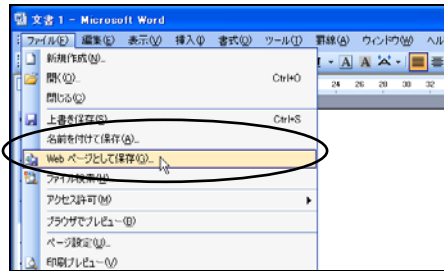 文書 1 - Microsoft Word
ファイル(F) 編集(E) 表示(V) 挿入(I) 書式(O) ツール(T) 罫線(A) ウィンドウ(W) ヘル
新規作成(N)...
開く(O)... Ctrl+O
24 26 28 30 32
閉じる(C)
上書き保存(S) Ctrl+S
名前を付けて保存(A)...
Web ページとして保存(G)...
ファイル検索(H)...
アクセス許可(M)
ブラウザでプレビュー(B)
ページ設定(U)...
印刷プレビュー(V)